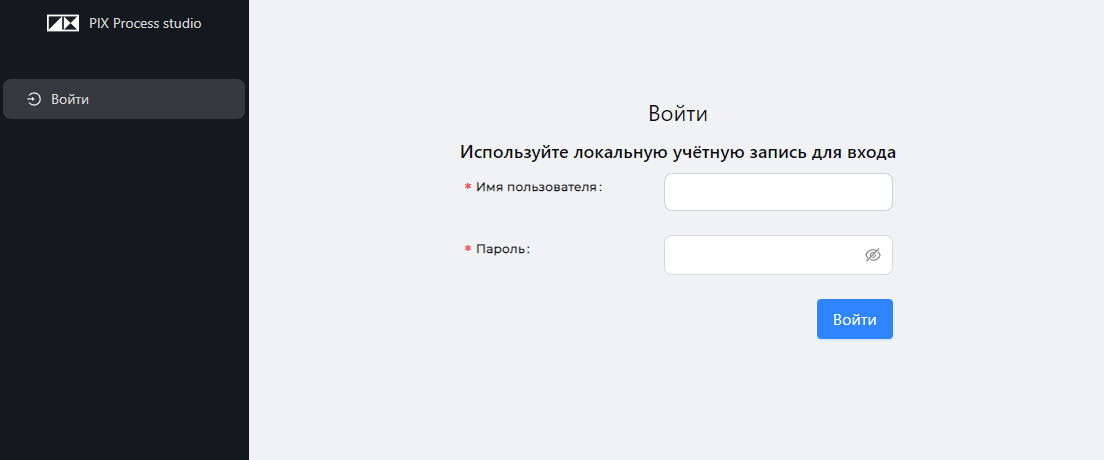 PIX Process studio
Войти
Войти
Используйте локальную учётную запись для входа
* Имя пользователя:
* Пароль:
Войти